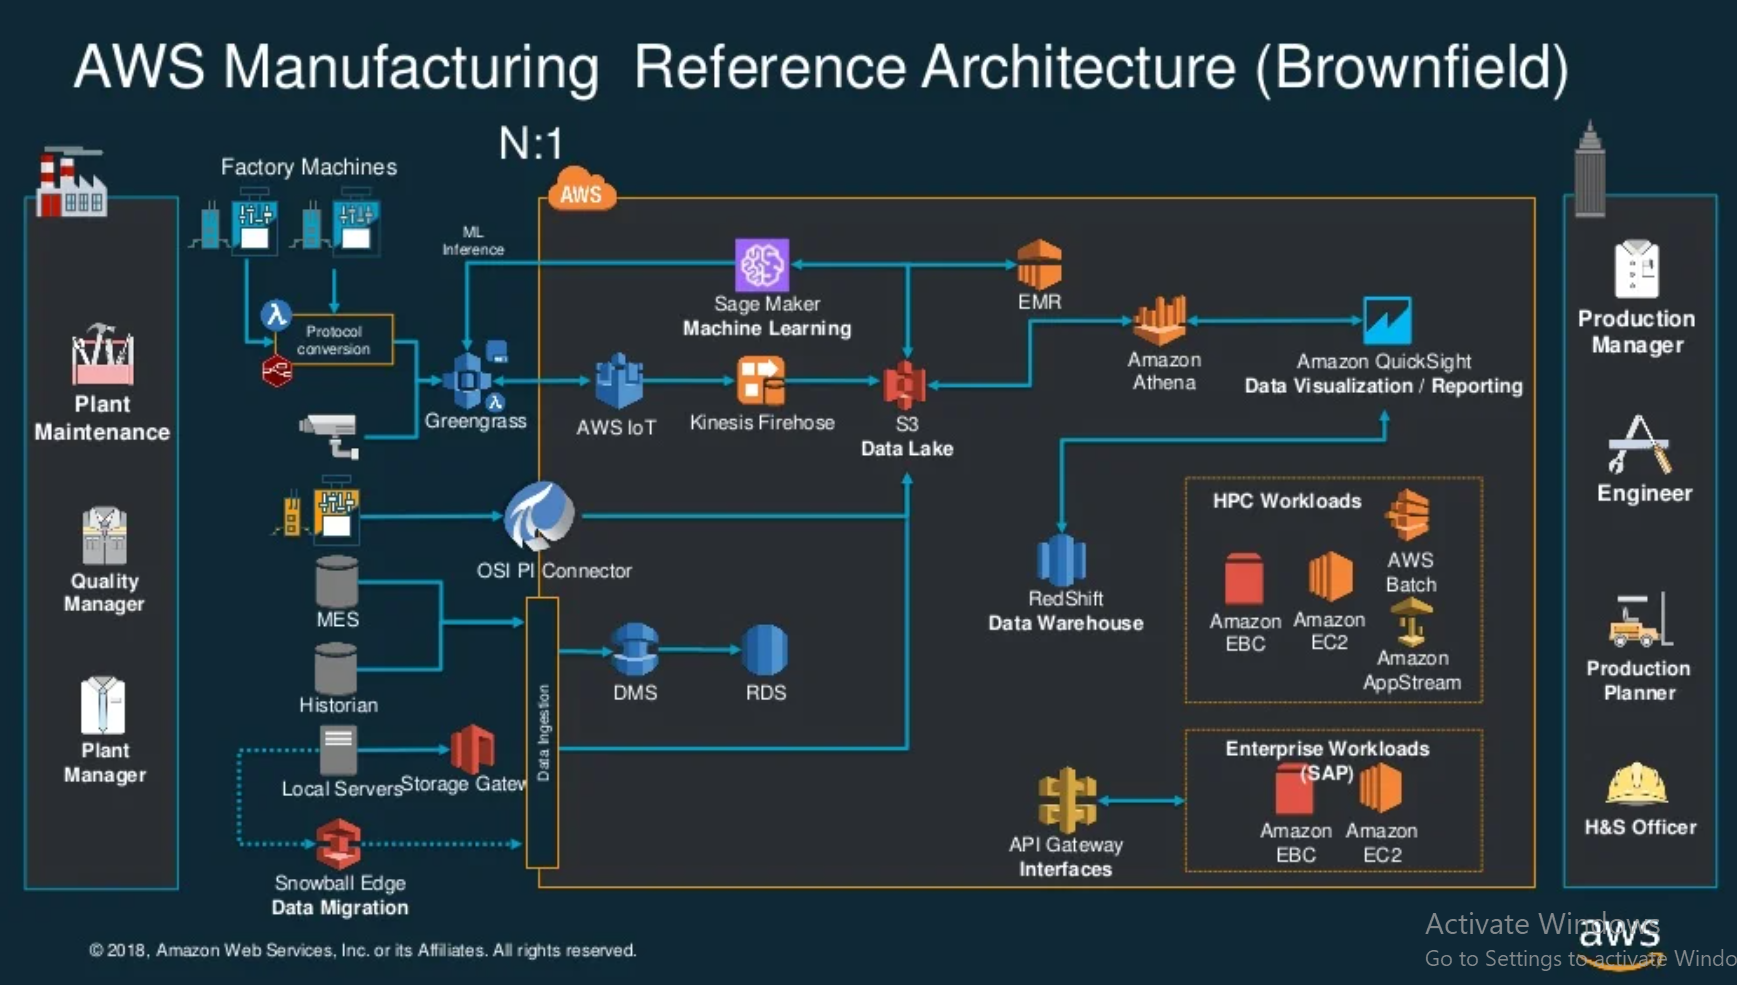 AWS Manufacturing Reference Architecture (Brownfield)
N:1
Factory Machines
AWS
ML
Inference
Protocol
conversion
Greengrass
AWS IoT
Kinesis Firehose
Sage Maker
Machine Learning
EMR
S3
Data Lake
Amazon
Athena
Amazon QuickSight
Data Visualization / Reporting
Plant
Maintenance
Quality
Manager
Plant
Manager
OSI PI Connector
MES
Historian
Local Servers
Storage Gatew
Snowball Edge
Data Migration
Data Ingestion
DMS
RDS
RedShift
Data Warehouse
HPC Workloads
AWS
Batch
Amazon
EBC
Amazon
EC2
Amazon
AppStream
Enterprise Workloads
(SAP)
Amazon
EBC
Amazon
EC2
API Gateway
Interfaces
Production
Manager
Engineer
Production
Planner
H&S Officer
© 2018, Amazon Web Services, Inc. or its Affiliates. All rights reserved.
Activate Windows
Go to Settings to activate Windo
aws